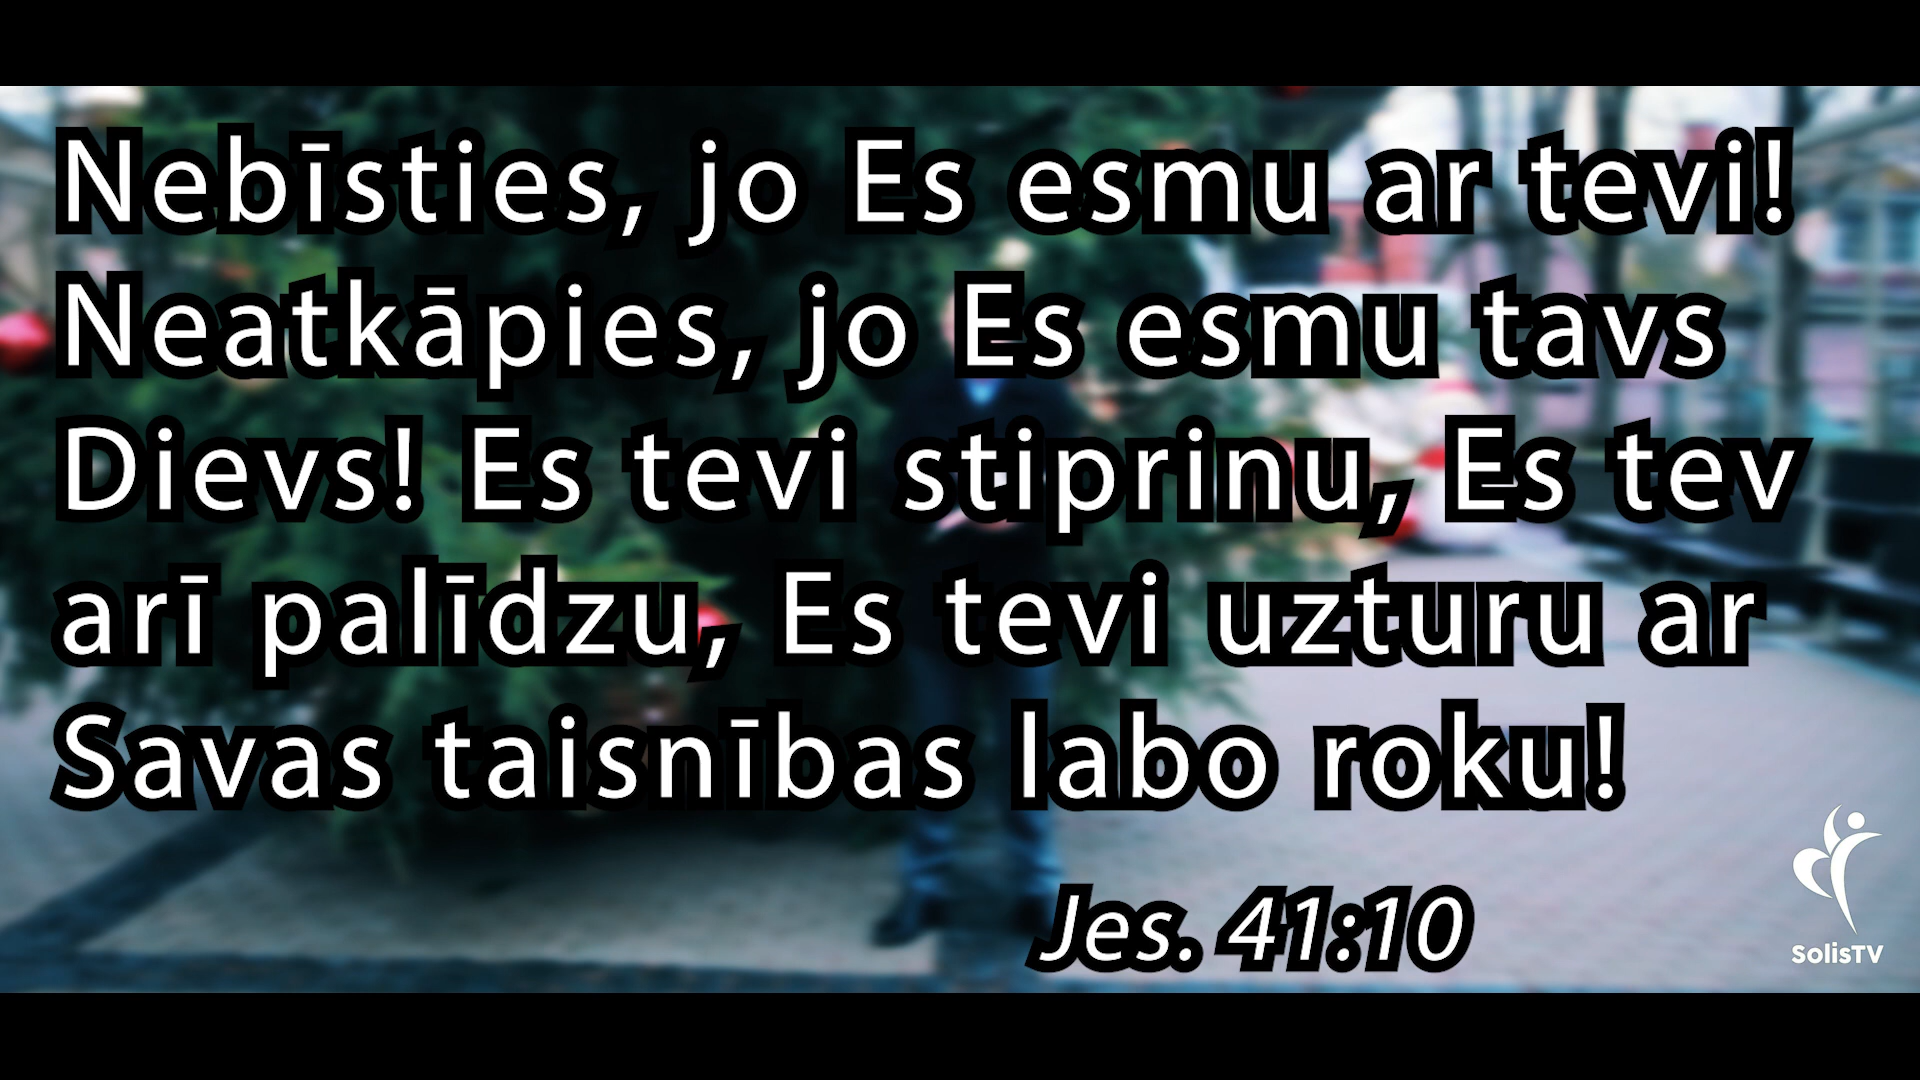 Nebīsties, jo Es esmu ar tevi!
Neatkāpies, jo Es esmu tavs
Dievs! Es tevi stiprinu, Es tev
arī palīdzu, Es tevi uzturu ar
Savas taisnības labo roku!
Jes. 41:10
SolisTV